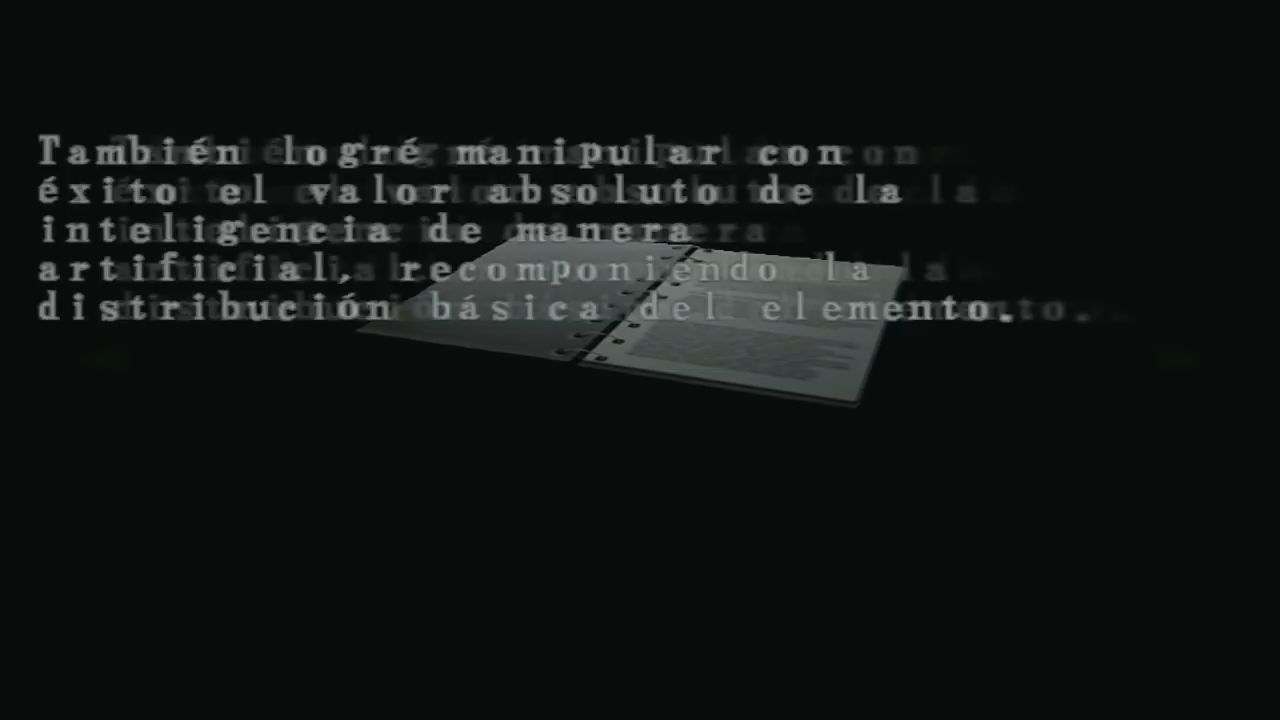 También logré manipular con
éxito el valor absoluto de la
inteligencia de manera
artificial, recomponiendo la
distribución básica del elemento.